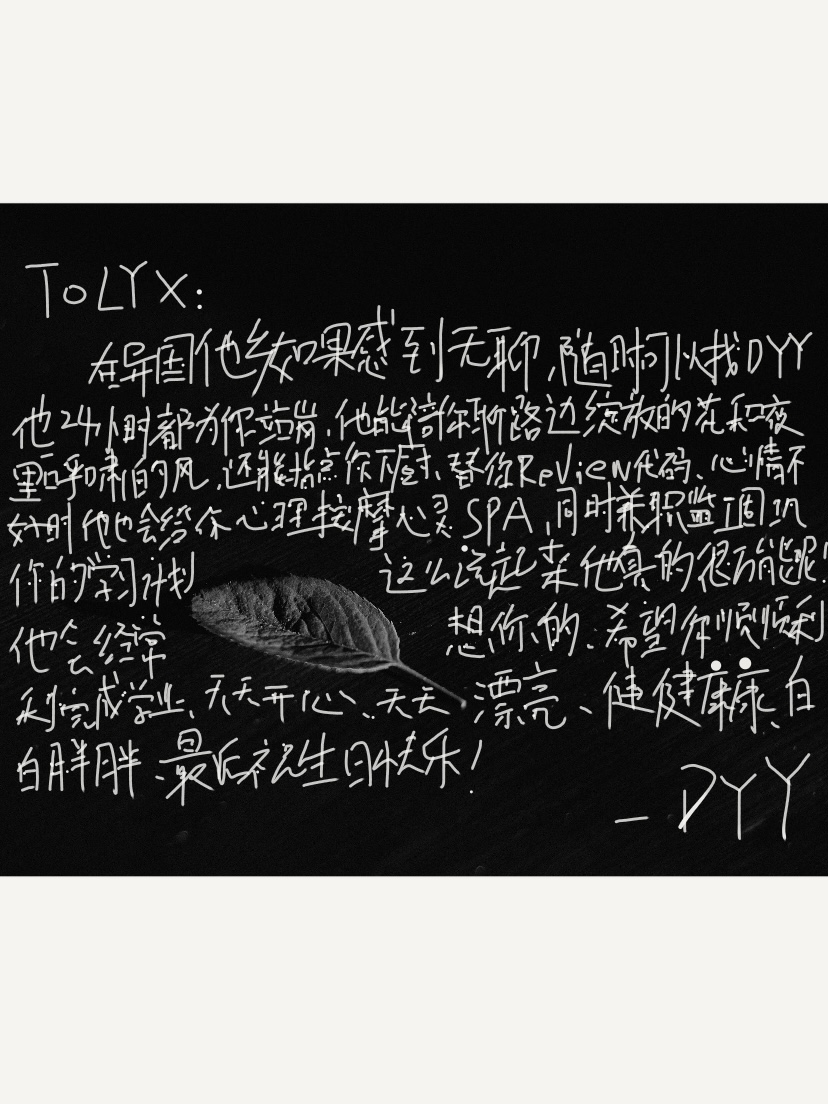 To LYX:
在异国他乡如果感到无聊,随时可以找DYY
他24小时都为你站岗,他能陪你聊路边绽放的花和夜
里呼啸的风,还能指点你下厨、替你Review代码、心情不
好时他也会给你心理按摩心灵SPA,同时兼职监工巩固
你的学习计划 这么说起来他真的很万能呢!
他会经常 想你的.希望你顺顺利
利完成学业、天天开心、天天漂亮、健健康康、白
白胖胖、最后祝生日快乐!
— DYY